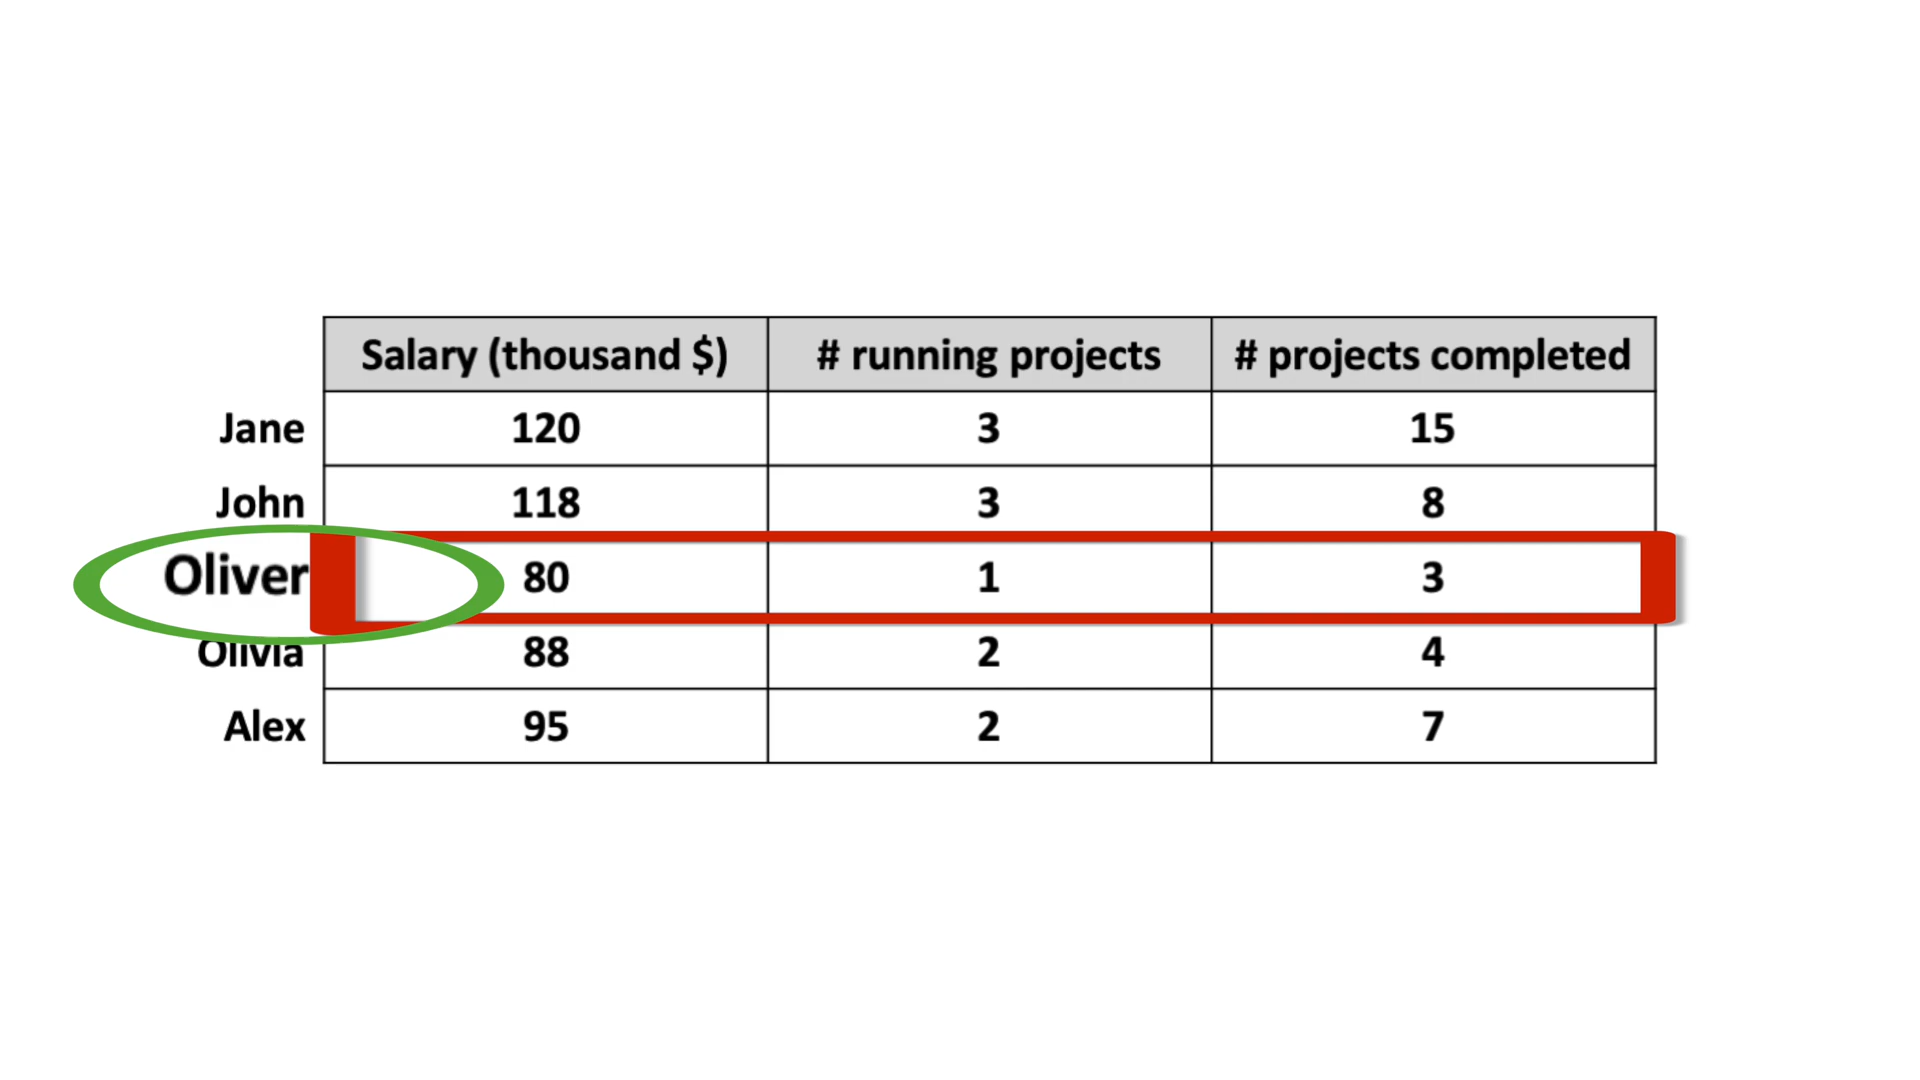 Salary (thousand $) # running projects # projects completed
Jane 120 3 15
John 118 3 8
Oliver 80 1 3
Olivia 88 2 4
Alex 95 2 7